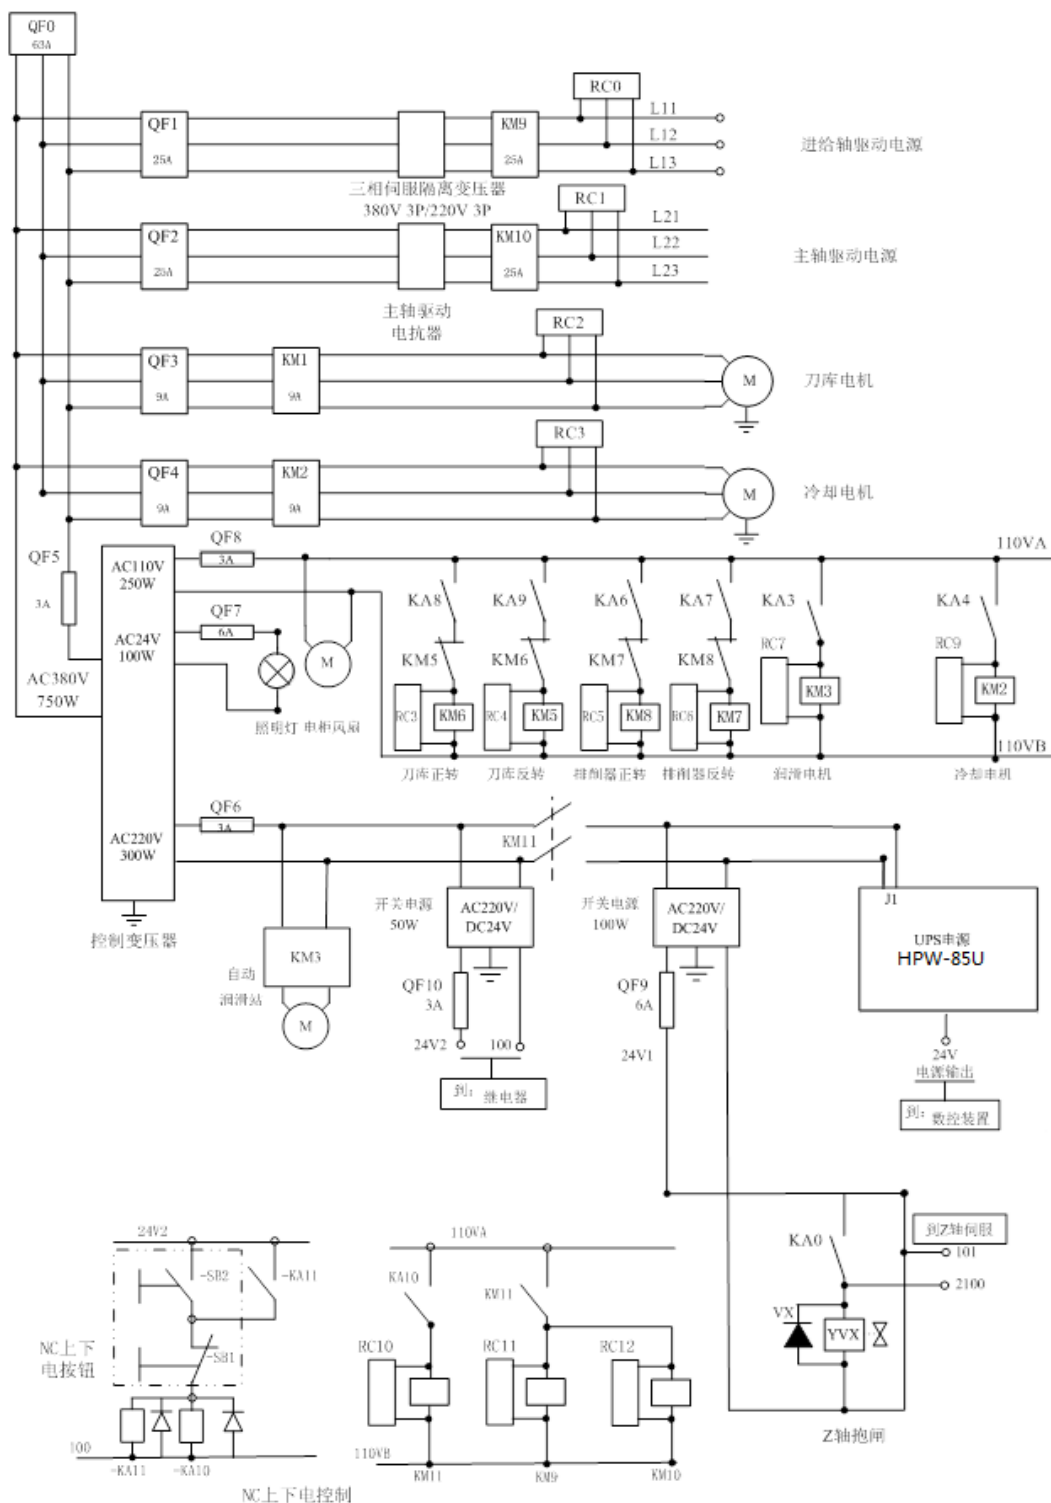 QF0
63A
RC0
QF1
25A
KM9
25A
L11
L12
L13
进给轴驱动电源
三相伺服隔离变压器
380V 3P/220V 3P
RC1
QF2
25A
KM10
25A
L21
L22
L23
主轴驱动电源
主轴驱动
电抗器
RC2
QF3
9A
KM1
9A
M
刀库电机
RC3
QF4
9A
KM2
9A
M
冷却电机
QF5
3A
AC380V
750W
AC110V
250W
AC24V
100W
AC220V
300W
控制变压器
QF8
3A
QF7
6A
M
照明灯 电柜风扇
110VA
KA8
KA9
KA6
KA7
KA3
KA4
KM5
KM6
KM7
KM8
RC7
RC9
RC3
KM6
RC4
KM5
RC5
KM8
RC6
KM7
KM3
KM2
110VB
刀库正转
刀库反转
排削器正转
排削器反转
润滑电机
冷却电机
QF6
3A
KM11
开关电源
50W
AC220V/
DC24V
开关电源
100W
AC220V/
DC24V
J1
UPS电源
HPW-85U
KM3
自动
润滑站
M
QF10
3A
24V2
100
到：继电器
QF9
6A
24V1
24V
电源输出
到：数控装置
24V2
-SB2
-KA11
-SB1
NC上下
电按钮
100
-KA11
-KA10
NC上下电控制
110VA
KA10
KM11
RC10
RC11
RC12
110VB
KM11
KM9
KM10
KA0
到Z轴伺服
101
2100
VX
YVX
Z轴抱闸